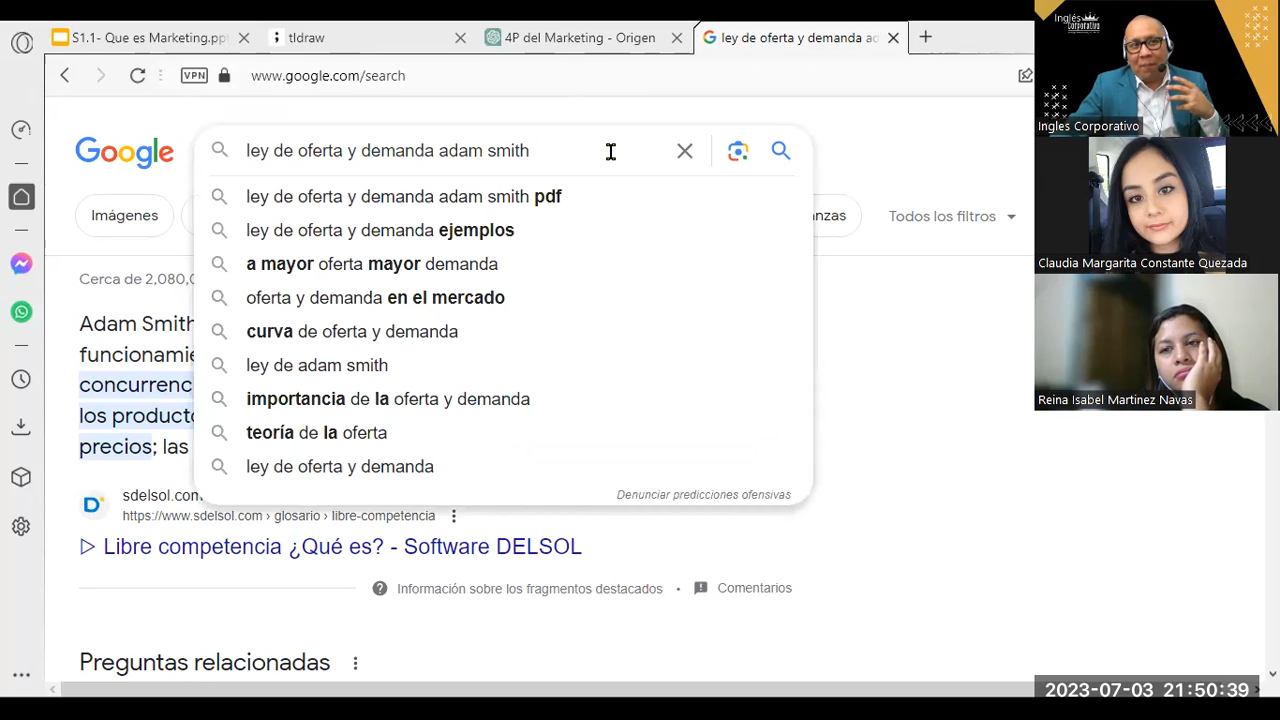 S1.1- Que es Marketing.ppt
tldraw
4P del Marketing - Origen
ley de oferta y demanda ad
VPN
www.google.com/search
Google
ley de oferta y demanda adam smith
ley de oferta y demanda adam smith pdf
ley de oferta y demanda ejemplos
a mayor oferta mayor demanda
oferta y demanda en el mercado
curva de oferta y demanda
ley de adam smith
importancia de la oferta y demanda
teoría de la oferta
ley de oferta y demanda
Denunciar predicciones ofensivas
Imágenes
anzas
Todos los filtros
Cerca de 2,080,0
Adam Smith
funcionamie
concurrenc
los producto
precios; las
sdelsol.com
https://www.sdelsol.com › glosario › libre-competencia
Libre competencia ¿Qué es? - Software DELSOL
Información sobre los fragmentos destacados
Comentarios
Preguntas relacionadas
Inglés
Corporativo
Ingles Corporativo
Claudia Margarita Constante Quezada
Reina Isabel Martinez Navas
2023-07-03 21:50:39